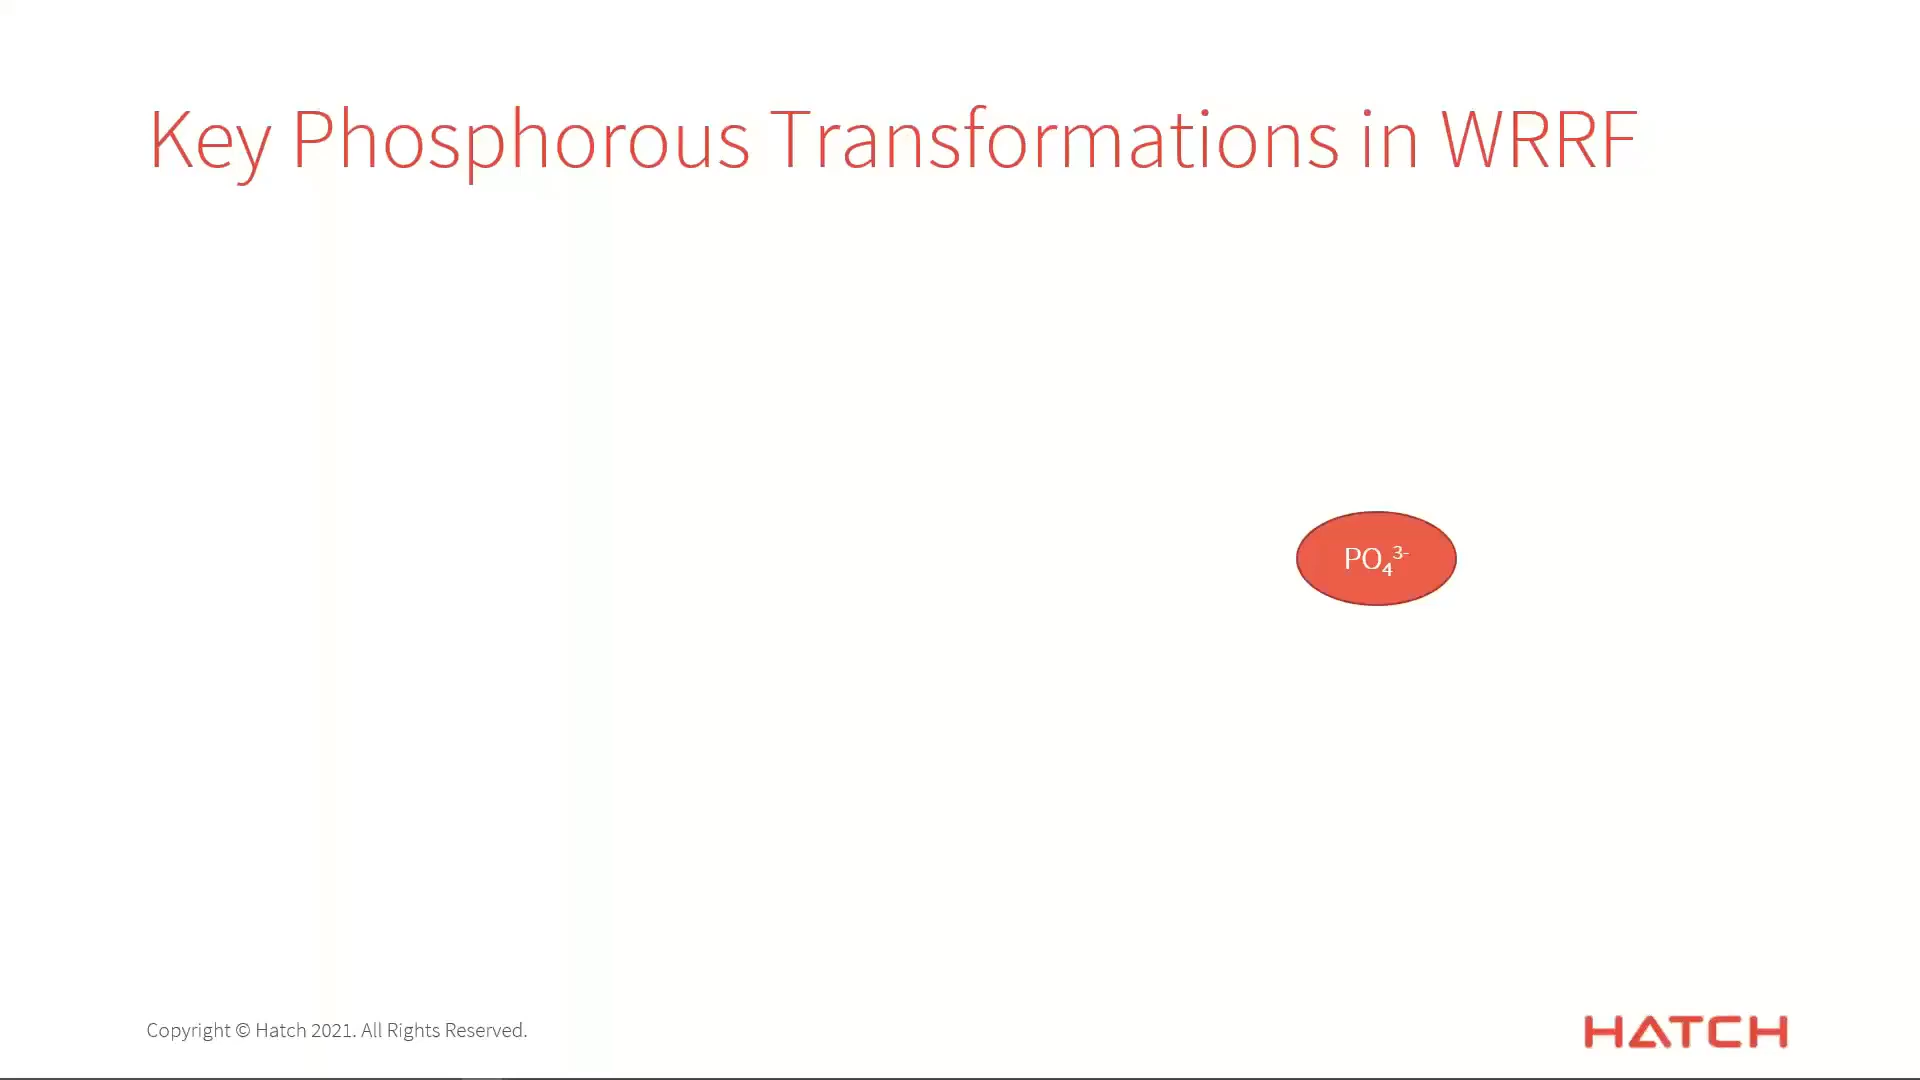 Key Phosphorous Transformations in WRRF
PO₄³⁻
Copyright © Hatch 2021. All Rights Reserved.
HATCH